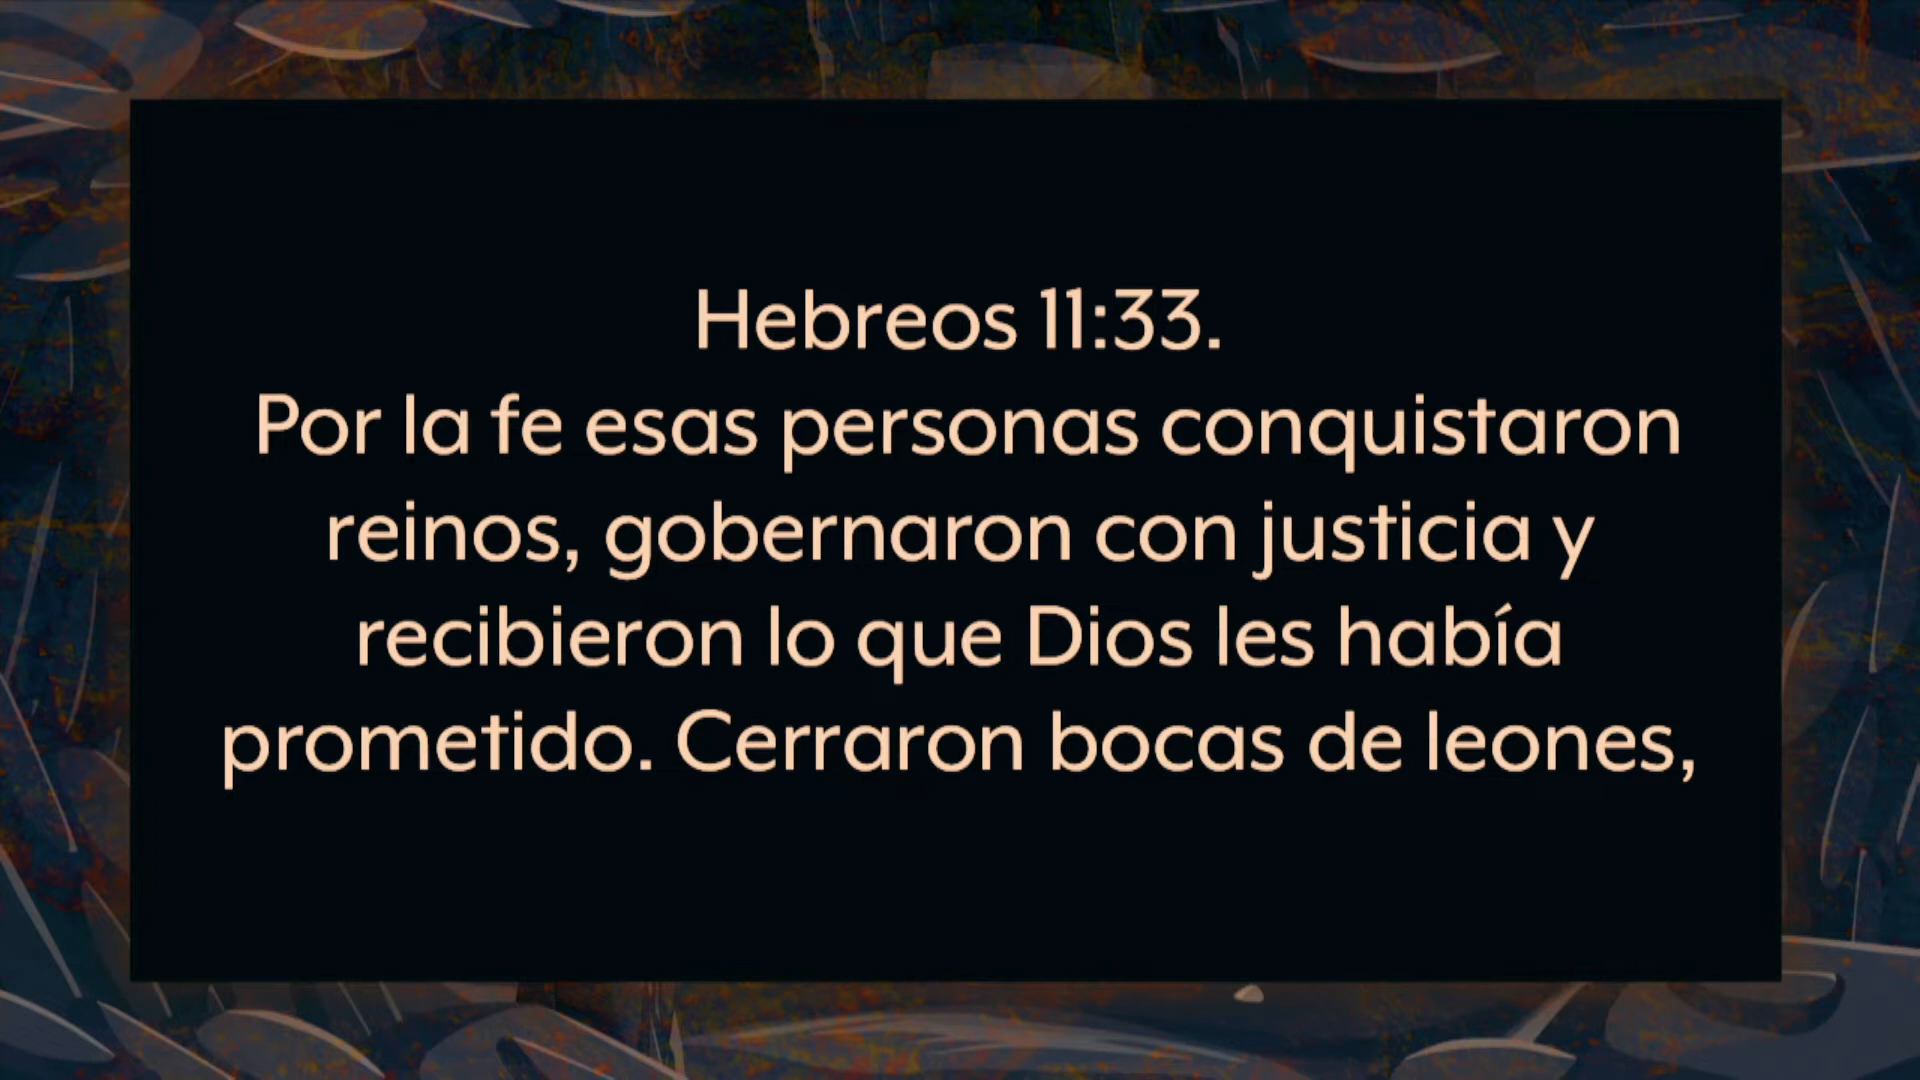 Hebreos 11:33.
Por la fe esas personas conquistaron
reinos, gobernaron con justicia y
recibieron lo que Dios les había
prometido. Cerraron bocas de leones,